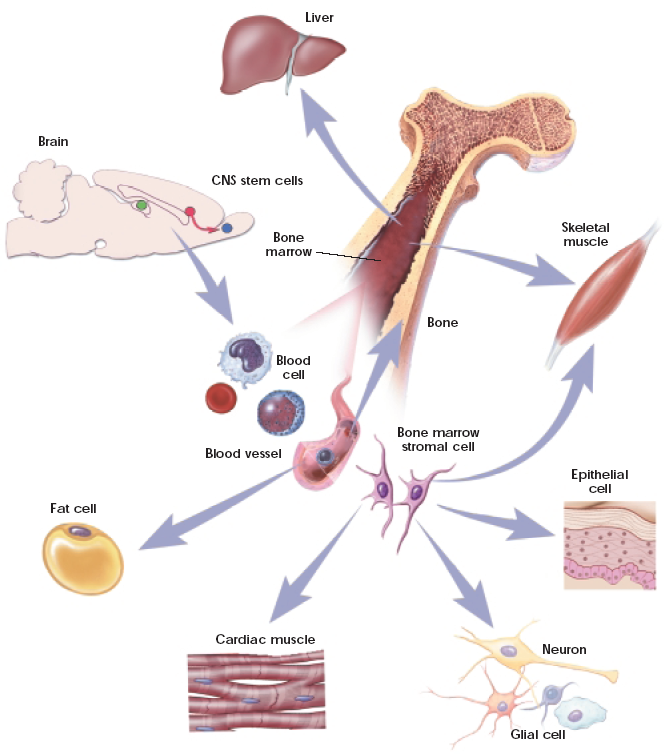 Liver
Brain
CNS stem cells
Bone
marrow
Skeletal
muscle
Bone
Blood
cell
Blood vessel
Bone marrow
stromal cell
Epithelial
cell
Fat cell
Cardiac muscle
Neuron
Glial cell